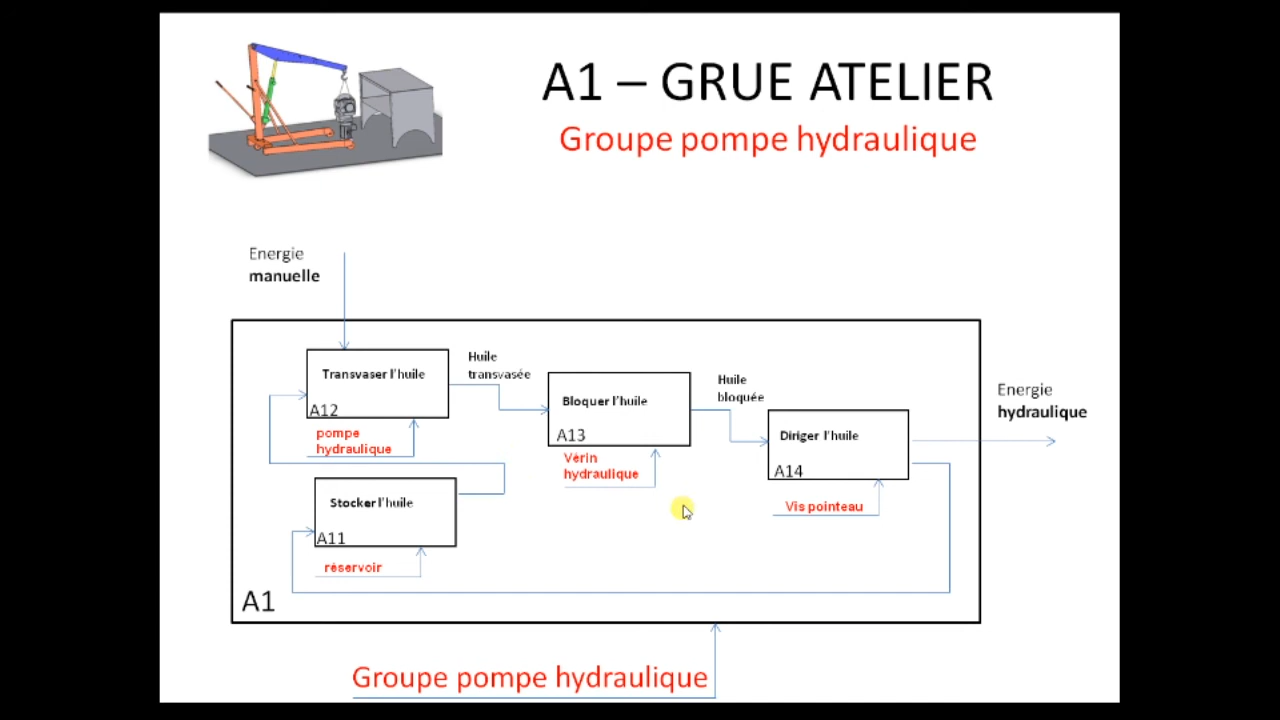 A1 – GRUE ATELIER
Groupe pompe hydraulique
Energie
manuelle
Transvaser l'huile
A12
pompe
hydraulique
Huile
transvasée
Bloquer l'huile
A13
Vérin
hydraulique
Huile
bloquée
Diriger l'huile
A14
Vis pointeau
Energie
hydraulique
Stocker l'huile
A11
réservoir
A1
Groupe pompe hydraulique